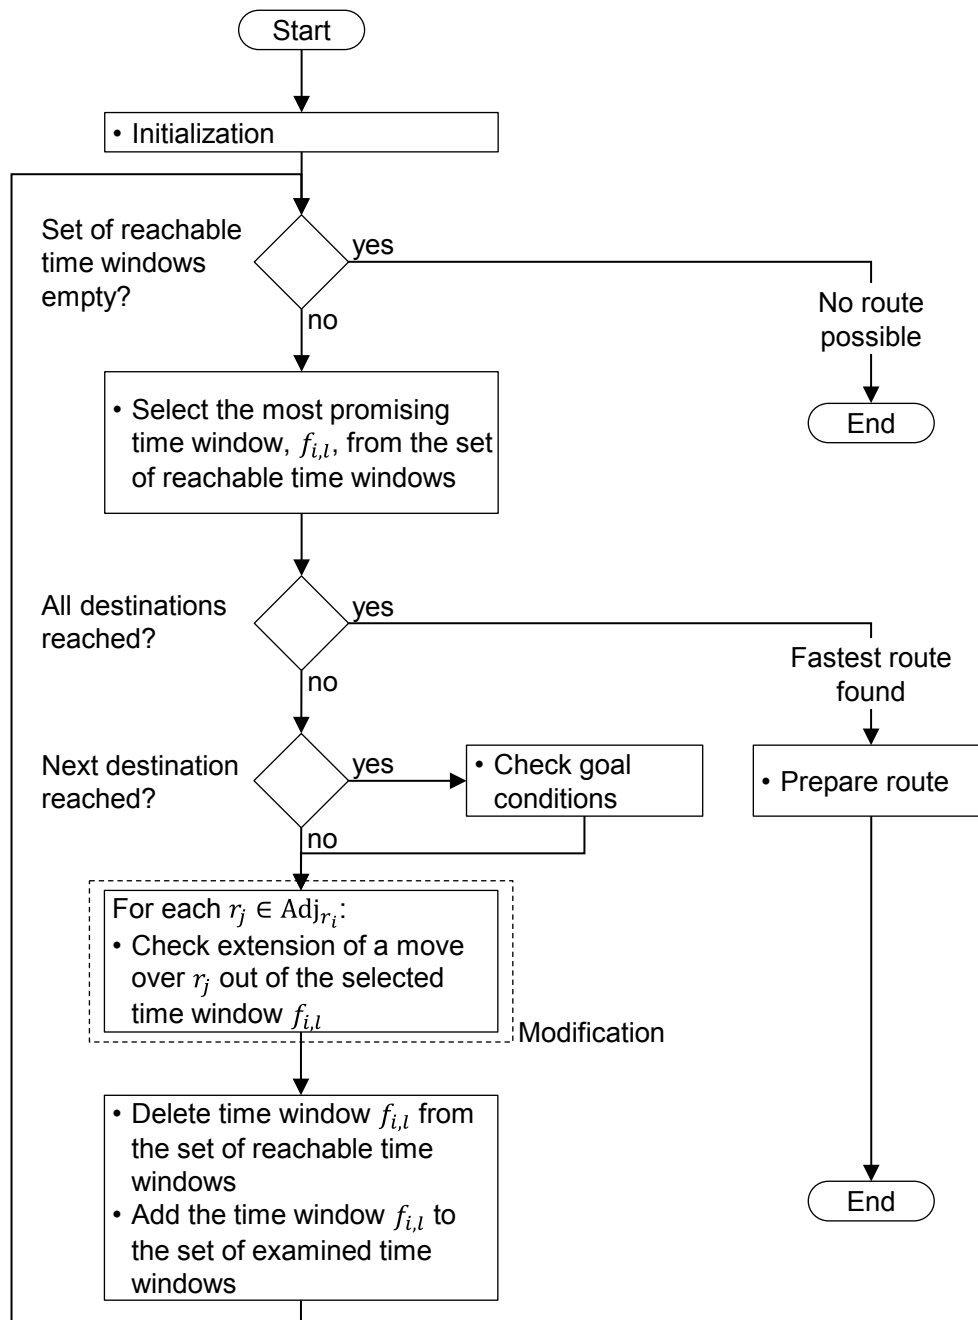 Start
• Initialization
Set of reachable
time windows
empty?
yes
no
No route
possible
End
• Select the most promising
time window, f_{i,l}, from the set
of reachable time windows
All destinations
reached?
yes
no
Fastest route
found
Next destination
reached?
yes
no
• Check goal
conditions
• Prepare route
For each r_j ∈ Adj_{r_i}:
• Check extension of a move
over r_j out of the selected
time window f_{i,l}
Modification
• Delete time window f_{i,l} from
the set of reachable time
windows
• Add the time window f_{i,l} to
the set of examined time
windows
End